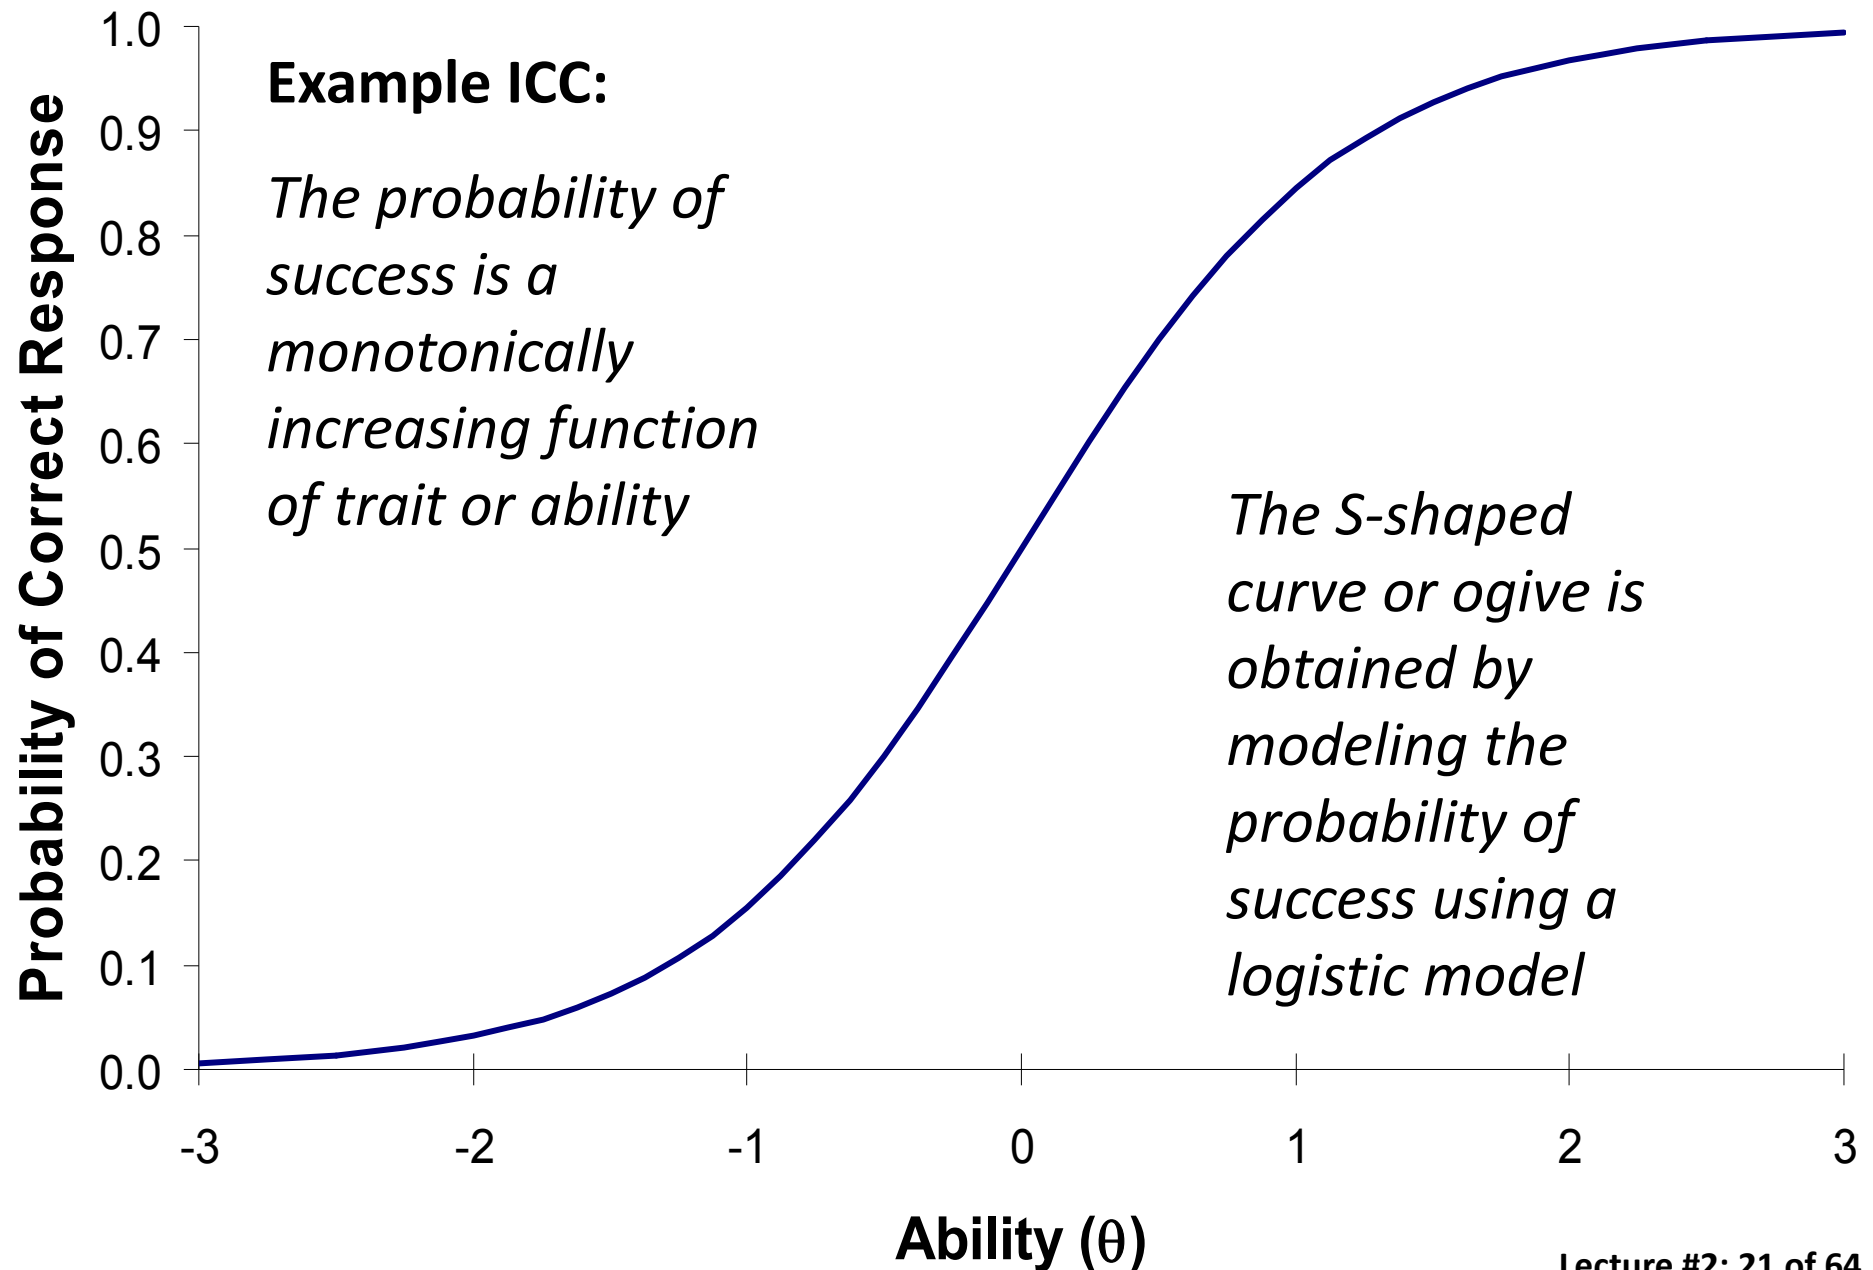 Example ICC:
The probability of
success is a
monotonically
increasing function
of trait or ability
The S-shaped
curve or ogive is
obtained by
modeling the
probability of
success using a
logistic model
Probability of Correct Response
1.0
0.9
0.8
0.7
0.6
0.5
0.4
0.3
0.2
0.1
0.0
-3 -2 -1 0 1 2 3
Ability (θ)
Lecture #2: 21 of 64